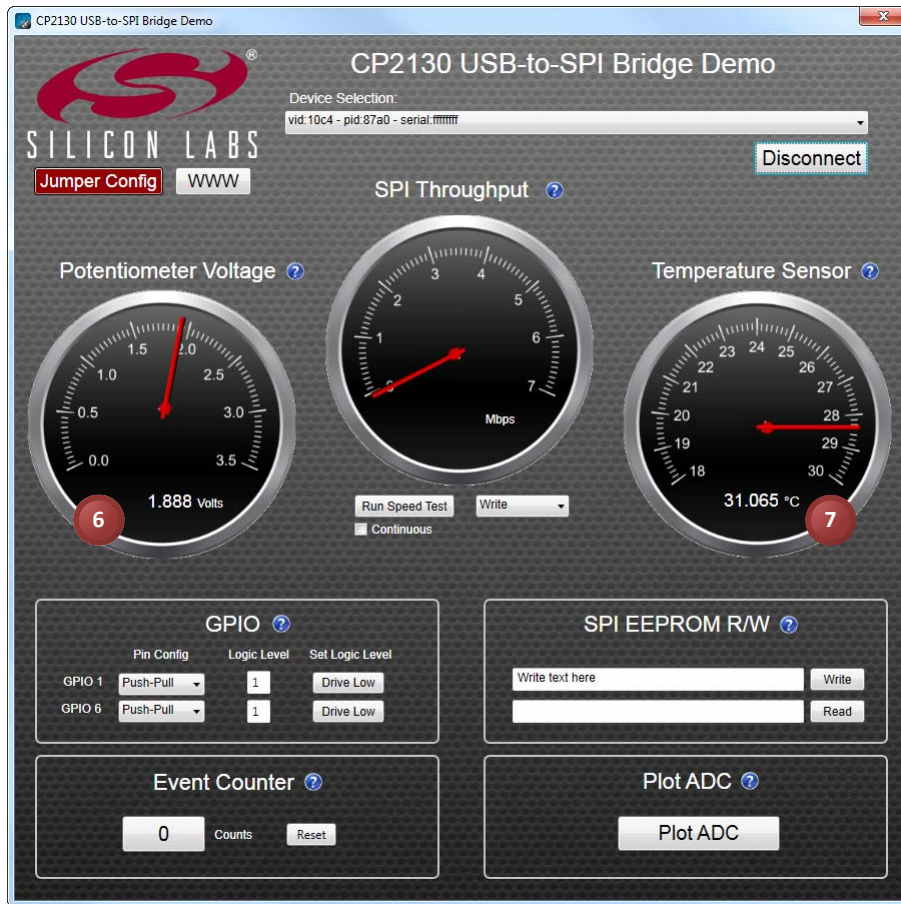 CP2130 USB-to-SPI Bridge Demo
x
CP2130 USB-to-SPI Bridge Demo
®
SILICON LABS
Device Selection:
vid:10c4 - pid:87a0 - serial:ffffffff
Disconnect
Jumper Config
WWW
SPI Throughput ?
0 1 2 3 4 5 6 7
Mbps
Run Speed Test
Write
Continuous
Potentiometer Voltage ?
0.0 0.5 1.0 1.5 2.0 2.5 3.0 3.5
1.888 Volts
6
Temperature Sensor ?
18 19 20 21 22 23 24 25 26 27 28 29 30
31.065 °C
7
GPIO ?
Pin Config Logic Level Set Logic Level
GPIO 1 Push-Pull 1 Drive Low
GPIO 6 Push-Pull 1 Drive Low
SPI EEPROM R/W ?
Write text here Write
Read
Event Counter ?
0 Counts Reset
Plot ADC ?
Plot ADC